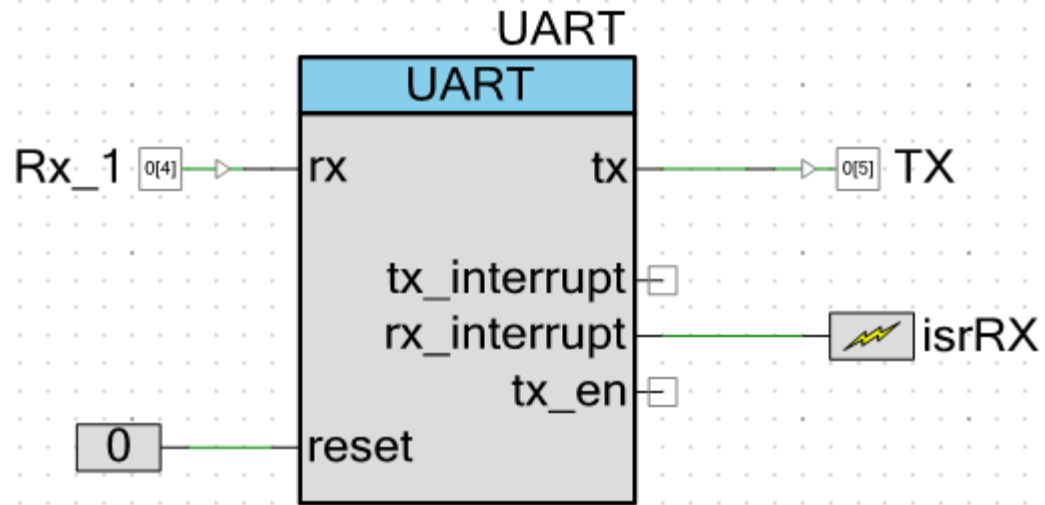 UART
UART
Rx_1 0[4] rx tx 0[5] TX
tx_interrupt
rx_interrupt isrRX
tx_en
0 reset